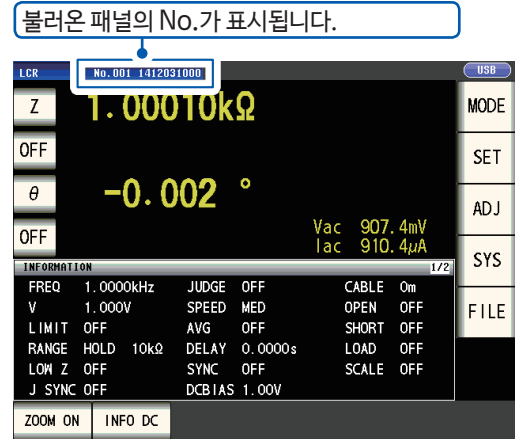 불러온 패널의 No.가 표시됩니다.
LCR No.001 1412031000 USB
Z 1.00010kΩ MODE
OFF SET
θ -0.002 ° ADJ
OFF Vac 907.4mV
Iac 910.4μA SYS
INFORMATION 1/2
FREQ 1.0000kHz JUDGE OFF CABLE 0m
V 1.000V SPEED MED OPEN OFF FILE
LIMIT OFF AVG OFF SHORT OFF
RANGE HOLD 10kΩ DELAY 0.0000s LOAD OFF
LOW Z OFF SYNC OFF SCALE OFF
J SYNC OFF DCBIAS 1.00V
ZOOM ON INFO DC